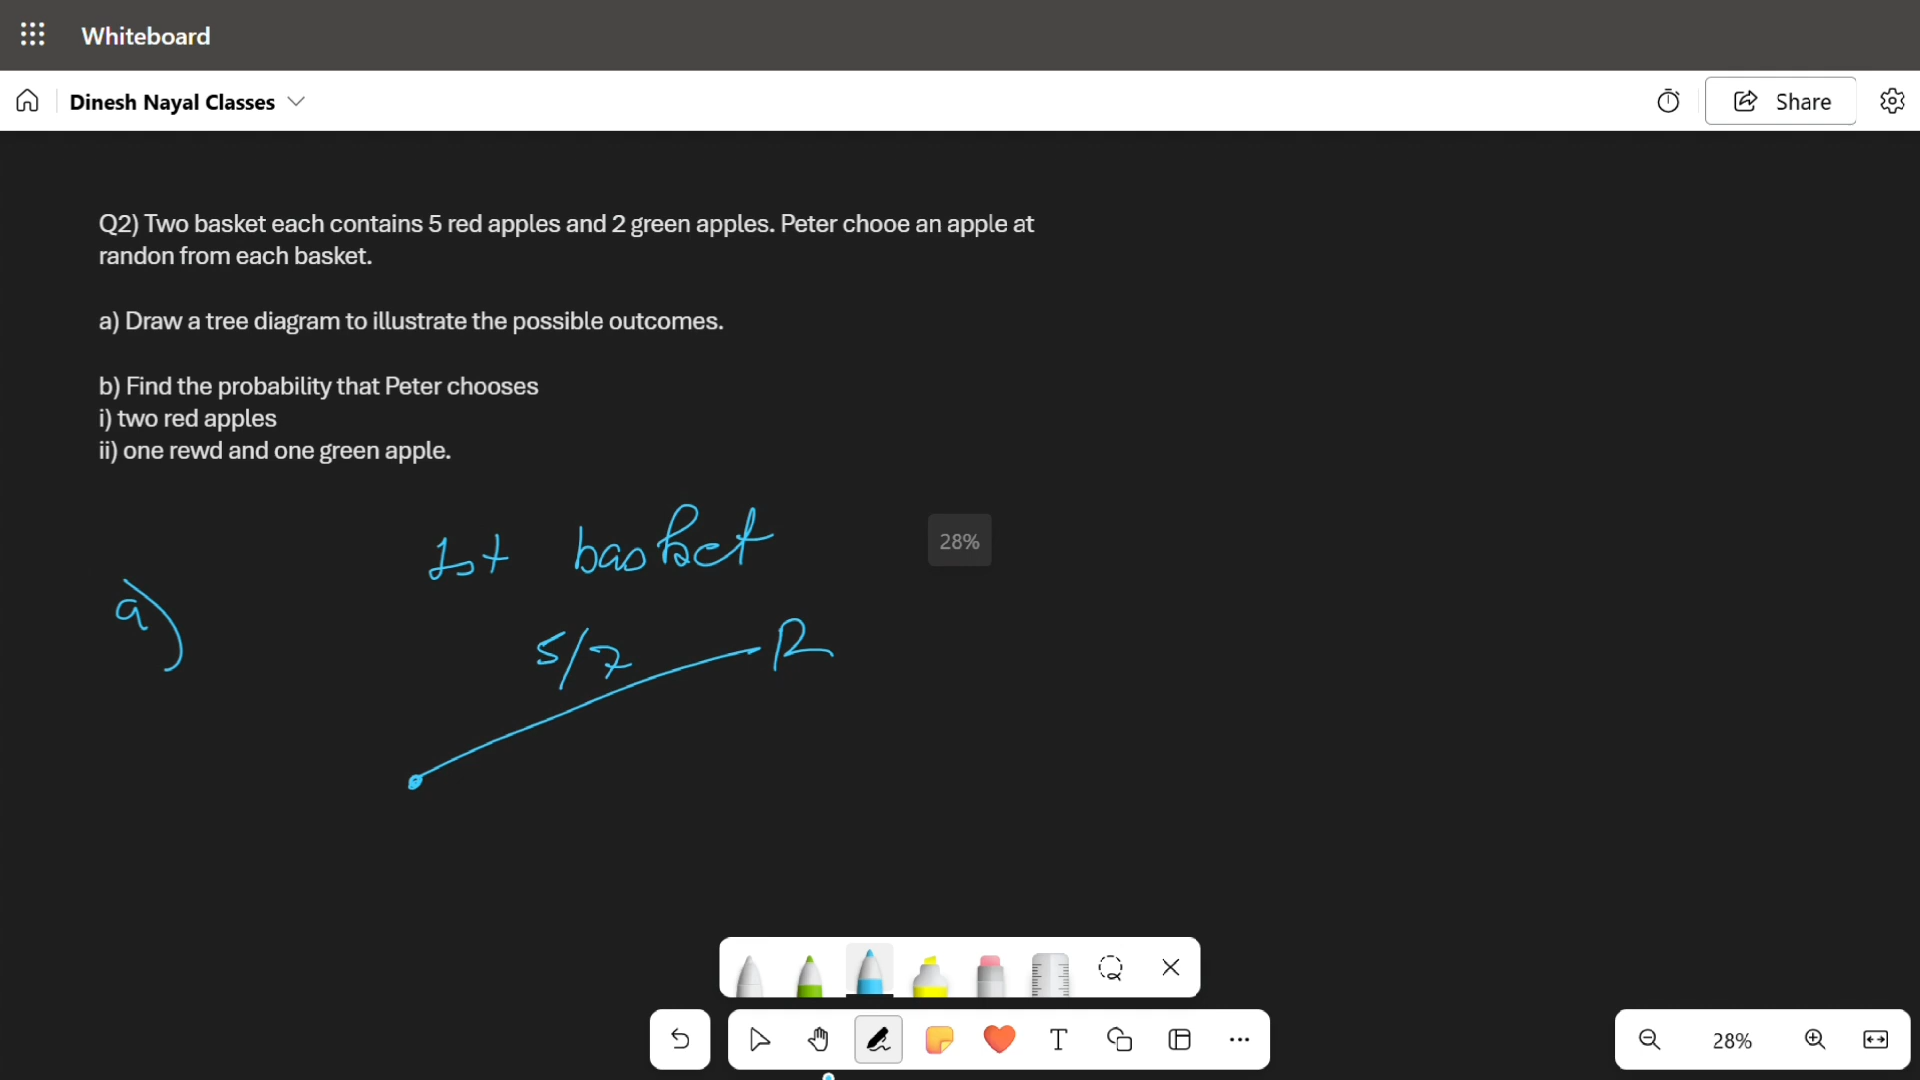 Whiteboard
Dinesh Nayal Classes
Share
Q2) Two basket each contains 5 red apples and 2 green apples. Peter chooe an apple at
randon from each basket.
a) Draw a tree diagram to illustrate the possible outcomes.
b) Find the probability that Peter chooses
i) two red apples
ii) one rewd and one green apple.
1st basket
28%
a)
5/7 R
28%